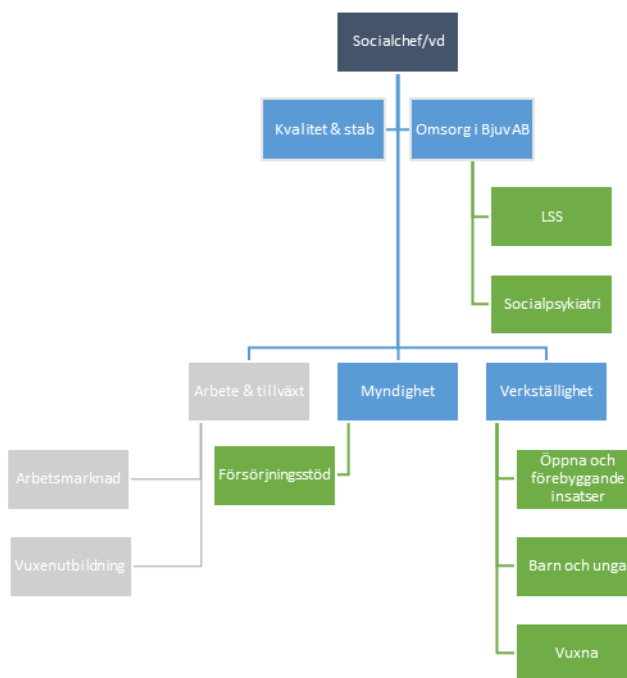 Socialchef/vd
Kvalitet & stab
Omsorg i Bjuv AB
LSS
Socialpsykiatri
Arbete & tillväxt
Myndighet
Verkställighet
Arbetsmarknad
Försörjningsstöd
Öppna och
förebyggande
insatser
Vuxenutbildning
Barn och unga
Vuxna